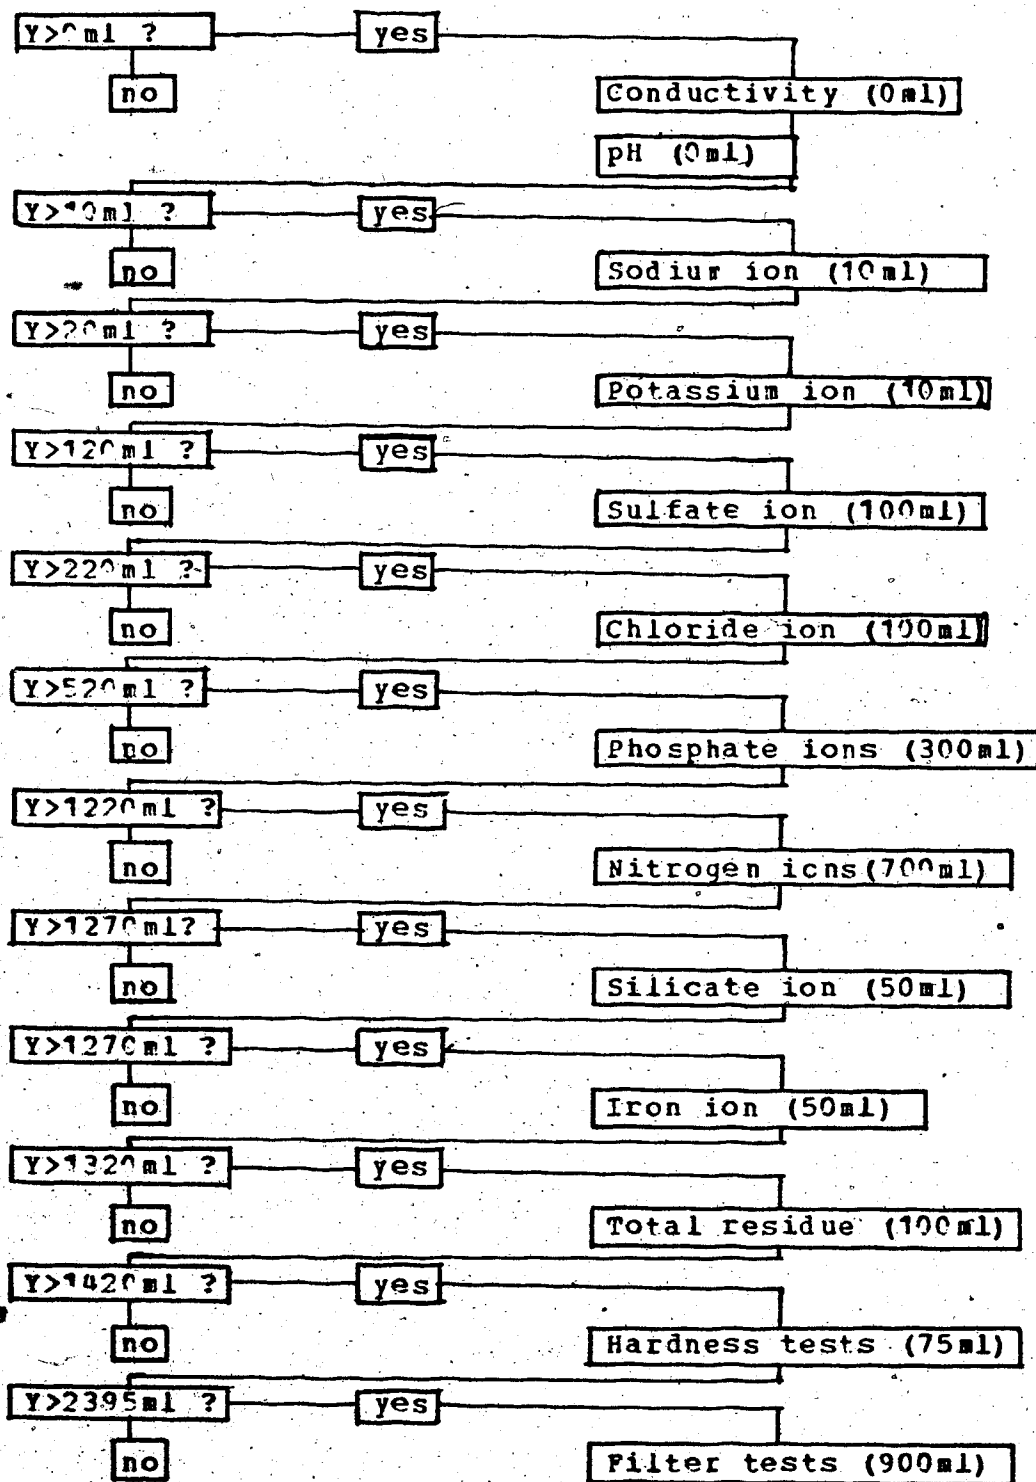 Y>0ml ? yes
no
Conductivity (0ml)
pH (0ml)
Y>10ml ? yes
no
Sodium ion (10ml)
Y>20ml ? yes
no
Potassium ion (10ml)
Y>120ml ? yes
no
Sulfate ion (100ml)
Y>220ml ? yes
no
Chloride ion (100ml)
Y>520ml ? yes
no
Phosphate ions (300ml)
Y>1220ml ? yes
no
Nitrogen icns(700ml)
Y>1270ml? yes
no
Silicate ion (50ml)
Y>1270ml ? yes
no
Iron ion (50ml)
Y>1320ml ? yes
no
Total residue (100ml)
Y>1420ml ? yes
no
Hardness tests (75ml)
Y>2395ml ? yes
no
Filter tests (900ml)